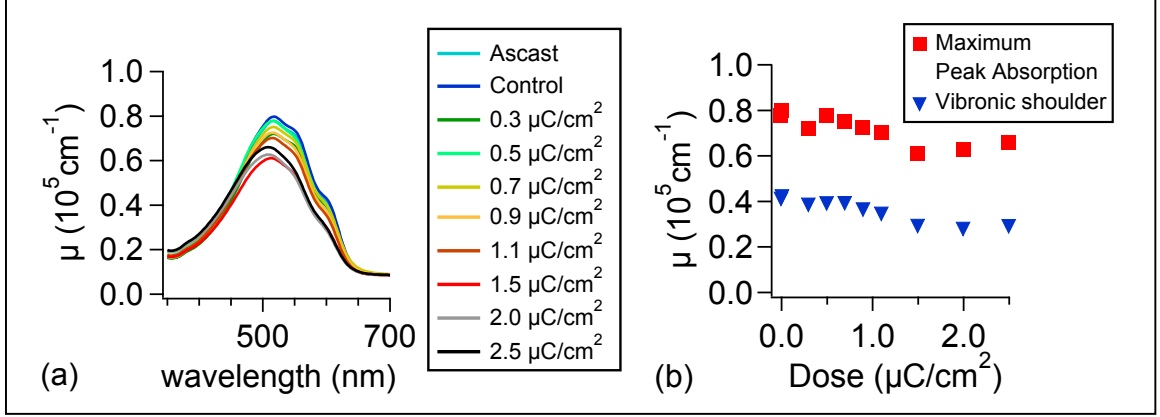 1.0
0.8
0.6
0.4
0.2
0.0
μ (10⁵cm⁻¹)
500
700
wavelength (nm)
(a)
Ascast
Control
0.3 μC/cm²
0.5 μC/cm²
0.7 μC/cm²
0.9 μC/cm²
1.1 μC/cm²
1.5 μC/cm²
2.0 μC/cm²
2.5 μC/cm²
Maximum
Peak Absorption
Vibronic shoulder
1.0
0.8
0.6
0.4
0.2
0.0
μ (10⁵cm⁻¹)
0.0
1.0
2.0
Dose (μC/cm²)
(b)